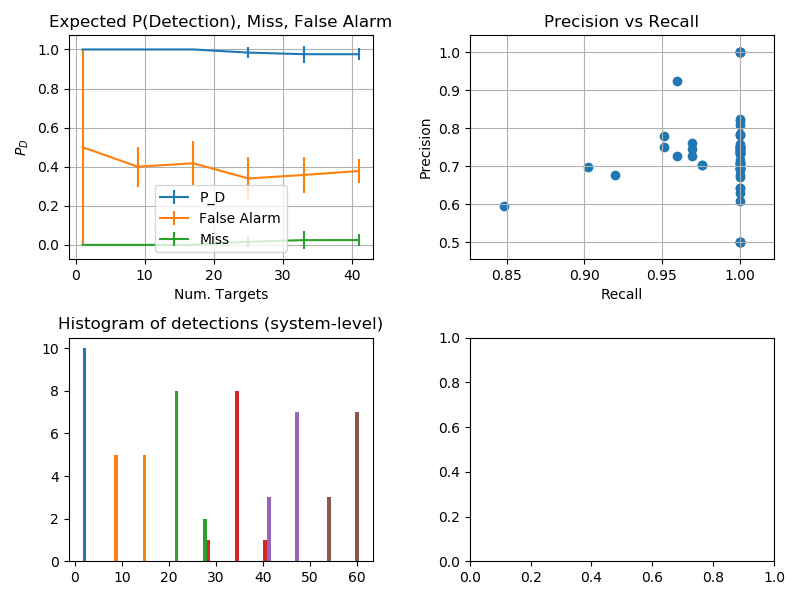 Expected P(Detection), Miss, False Alarm
1.0
0.8
0.6
0.4
0.2
0.0
P_D
P_D
False Alarm
Miss
0 10 20 30 40
Num. Targets
Precision vs Recall
1.0
0.9
0.8
0.7
0.6
0.5
Precision
0.85 0.90 0.95 1.00
Recall
Histogram of detections (system-level)
10
8
6
4
2
0
0 10 20 30 40 50 60
1.0
0.8
0.6
0.4
0.2
0.0
0.0 0.2 0.4 0.6 0.8 1.0